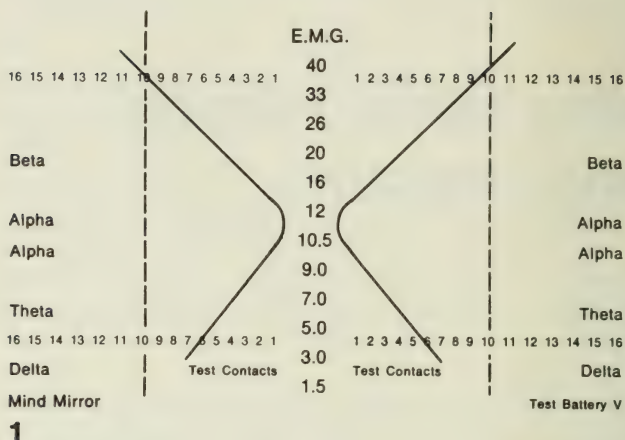 E.M.G.
40
16 15 14 13 12 11 10 9 8 7 6 5 4 3 2 1 1 2 3 4 5 6 7 8 9 10 11 12 13 14 15 16
33
26
Beta 20 Beta
16
Alpha 12 Alpha
Alpha 10.5 Alpha
9.0
7.0
Theta 5.0 Theta
16 15 14 13 12 11 10 9 8 7 6 5 4 3 2 1 1 2 3 4 5 6 7 8 9 10 11 12 13 14 15 16
Delta Test Contacts 3.0 Test Contacts Delta
1.5
Mind Mirror Test Battery V
1